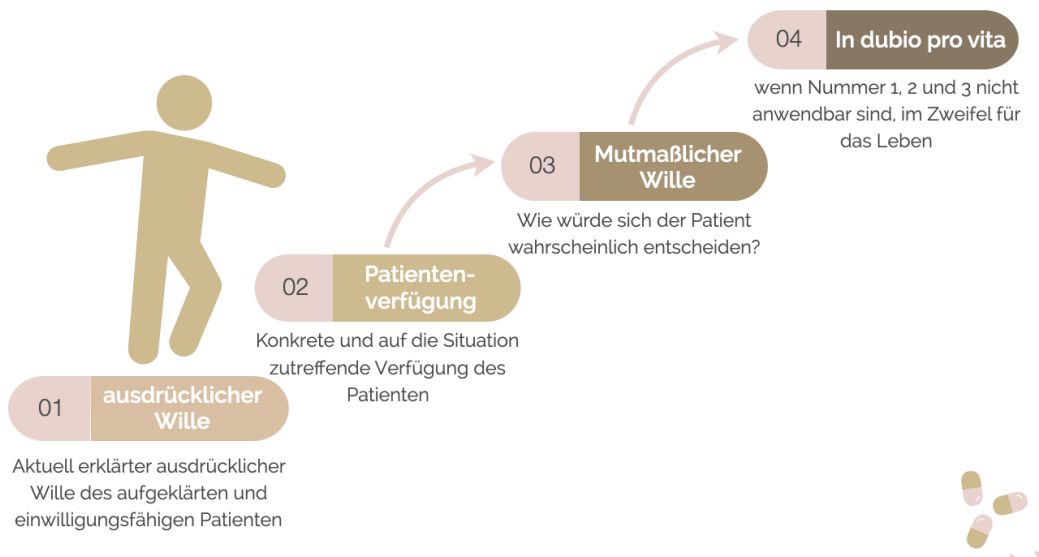 01
ausdrücklicher
Wille
Aktuell erklärter ausdrücklicher
Wille des aufgeklärten und
einwilligungsfähigen Patienten
02
Patienten-
verfügung
Konkrete und auf die Situation
zutreffende Verfügung des
Patienten
03
Mutmaßlicher
Wille
Wie würde sich der Patient
wahrscheinlich entscheiden?
04
In dubio pro vita
wenn Nummer 1, 2 und 3 nicht
anwendbar sind, im Zweifel für
das Leben